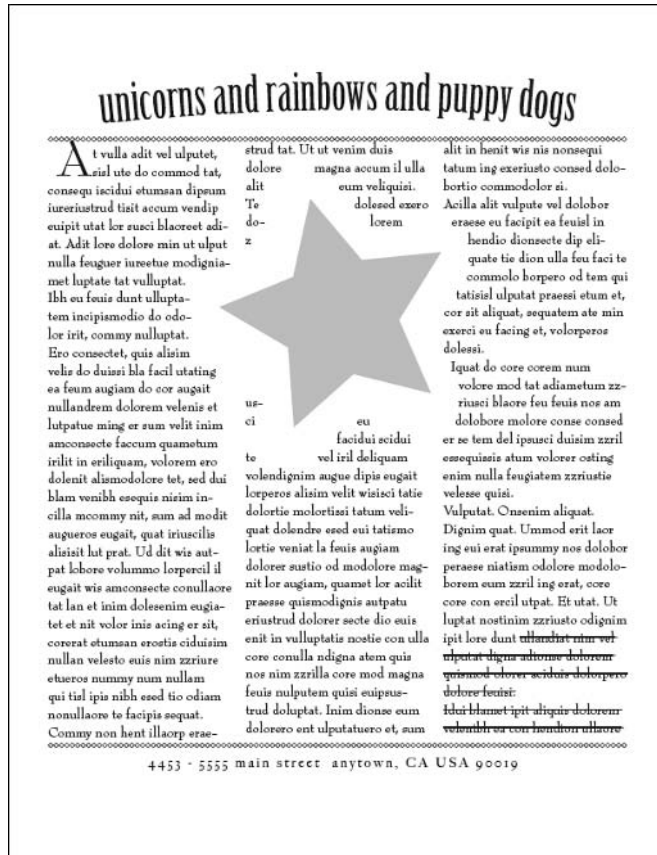 unicorns and rainbows and puppy dogs
At vulla adit vel ulputet,
sisl ute do commod tat,
consequ iscidui etumsan dipsum
iureriustrud tisit accum vendip
euipit utat lor susci blaoreet adi-
at. Adit lore dolore min ut ulput
nulla feuguer iureetue modignia-
met luptate tat vulluptat.
Ibh eu feuis dunt ullupta-
tem incipismodio do odo-
lor irit, commy nulluptat.
Ero consectet, quis alisim
velis do duissi bla facil utating
ea feum augiam do cor augait
nullandrem dolorem velenis et
lutpatue ming er sum velit inim
amconsecte faccum quametum
irilit in eriliquam, volorem ero
dolenit alismodolore tet, sed dui
blam venibh esequis nisim in-
cilla mcommy nit, sum ad modit
augueros eugait, quat iriuscilis
alisisit lut prat. Ud dit wis aut-
pat lobore volummo lorpercil il
eugait wis amconsecte conullaore
tat lan et inim dolesenim eugia-
tet et nit volor inis acing er sit,
corerat etumsan erostis ciduisim
nullan velesto euis nim zzriure
etueros nummy num nullam
qui tisl ipis nibh esed tio odiam
nonullaore te facipis sequat.
Commy non hent illaorp erae-
strud tat. Ut ut venim duis
dolore magna accum il ulla
alit eum veliquisi.
Te dolesed exero
do- lorem
z
us-
ci eu
facidui scidui
te vel iril deliquam
volendignim augue dipis eugait
lorperos alisim velit wisisci tatie
dolortie molortissi tatum veli-
quat dolendre esed eui tatismo
lortie veniat la feuis augiam
dolorer sustio od modolore mag-
nit lor augiam, quamet lor acilit
praesse quismodignis autpatu
eriustrud dolorer secte dio euis
enit in vulluptatis nostie con ulla
core conulla ndigna atem quis
nos nim zzrilla core mod magna
feuis nulputem quisi euipsus-
trud doluptat. Inim dionse eum
dolorero ent ulputatuero et, sum
alit in henit wis nis nonsequi
tatum ing exeriusto consed dolo-
bortio commodolor si.
Acilla alit vulpute vel dolobor
eraese eu facipit ea feuisl in
hendio dionsecte dip eli-
quate tie dion ulla feu faci te
commolo borpero od tem qui
tatisisl ulputat praessi etum et,
cor sit aliquat, sequatem ate min
exerci eu facing et, volorperos
dolessi.
Iquat do core corem num
volore mod tat adiametum zz-
riusci blaore feu feuis nos am
dolobore molore conse consed
er se tem del ipsusci duisim zzril
essequissis atum volorer osting
enim nulla feugiatem zzriustie
velesse quisi.
Vulputat. Onsenim aliquat.
Dignim quat. Ummod erit laor
ing eui erat ipsummy nos dolobor
peraese niatism odolore modolo-
borem eum zzril ing erat, core
core con ercil utpat. Et utat. Ut
luptat nostinim zzriusto odignim
ipit lore dunt ullandiat nim vel
ulputat digna adionse dolorem
quismod olorer aciduis dolorpero
dolore feuisi.
Idui blamet ipit aliquis dolorem
velenibh ea con hendion ullaore
4453 - 5555 main street anytown, CA USA 90019